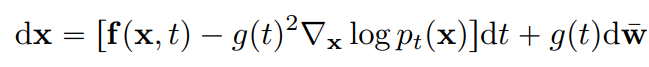 dx = [f(x, t) − g(t)²∇ₓ log pₜ(x)]dt + g(t)dw̄